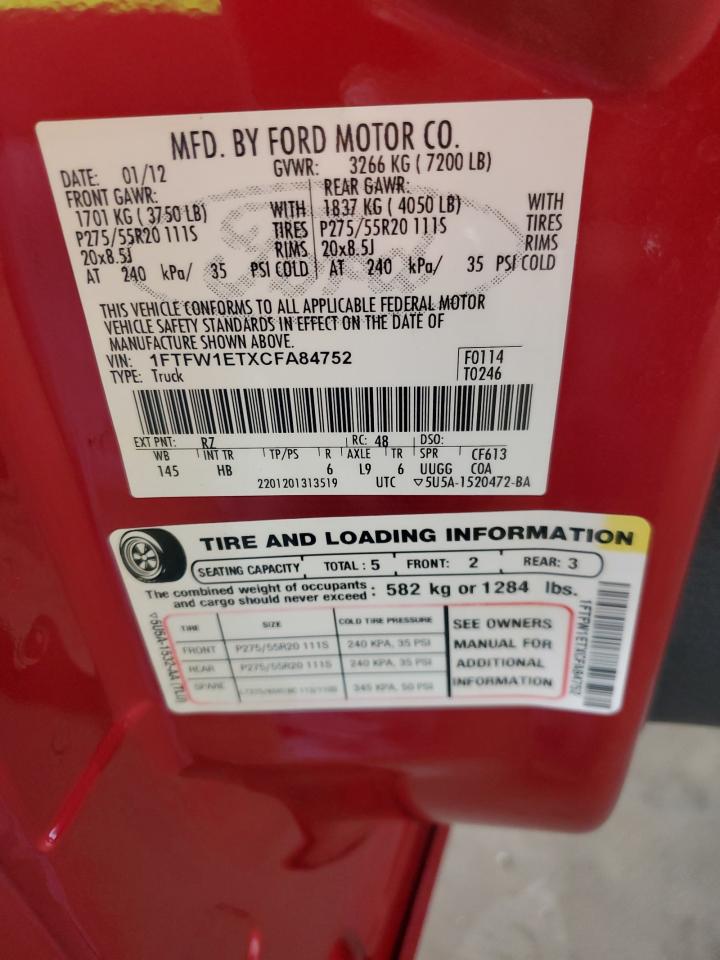 MFD. BY FORD MOTOR CO.
DATE: 01/12 GVWR: 3266 KG ( 7200 LB)
FRONT GAWR: REAR GAWR:
1701 KG ( 3750 LB) WITH 1837 KG ( 4050 LB) WITH
P275/55R20 111S TIRES P275/55R20 111S TIRES
20x8.5J RIMS 20x8.5J RIMS
AT 240 kPa/ 35 PSI COLD AT 240 kPa/ 35 PSI COLD
THIS VEHICLE CONFORMS TO ALL APPLICABLE FEDERAL MOTOR
VEHICLE SAFETY STANDARDS IN EFFECT ON THE DATE OF
MANUFACTURE SHOWN ABOVE.
VIN: 1FTFW1ETXCFA84752 F0114
TYPE: Truck T0246
EXT PNT: RZ RC: 48 DSO:
WB INT TR TP/PS R AXLE TR SPR CF613
145 HB 6 L9 6 UUGG COA
2201201313519 UTC ▽5U5A-1520472-BA
TIRE AND LOADING INFORMATION
SEATING CAPACITY TOTAL : 5 FRONT: 2 REAR: 3
The combined weight of occupants
and cargo should never exceed : 582 kg or 1284 lbs.
TIRE SIZE COLD TIRE PRESSURE
FRONT P275/55R20 111S 240 KPA, 35 PSI
REAR P275/55R20 111S 240 KPA, 35 PSI
SPARE 345 KPA, 50 PSI
SEE OWNERS
MANUAL FOR
ADDITIONAL
INFORMATION
▽5U5A-1532-AA (TLU)
1FTFW1ETXCFA84752